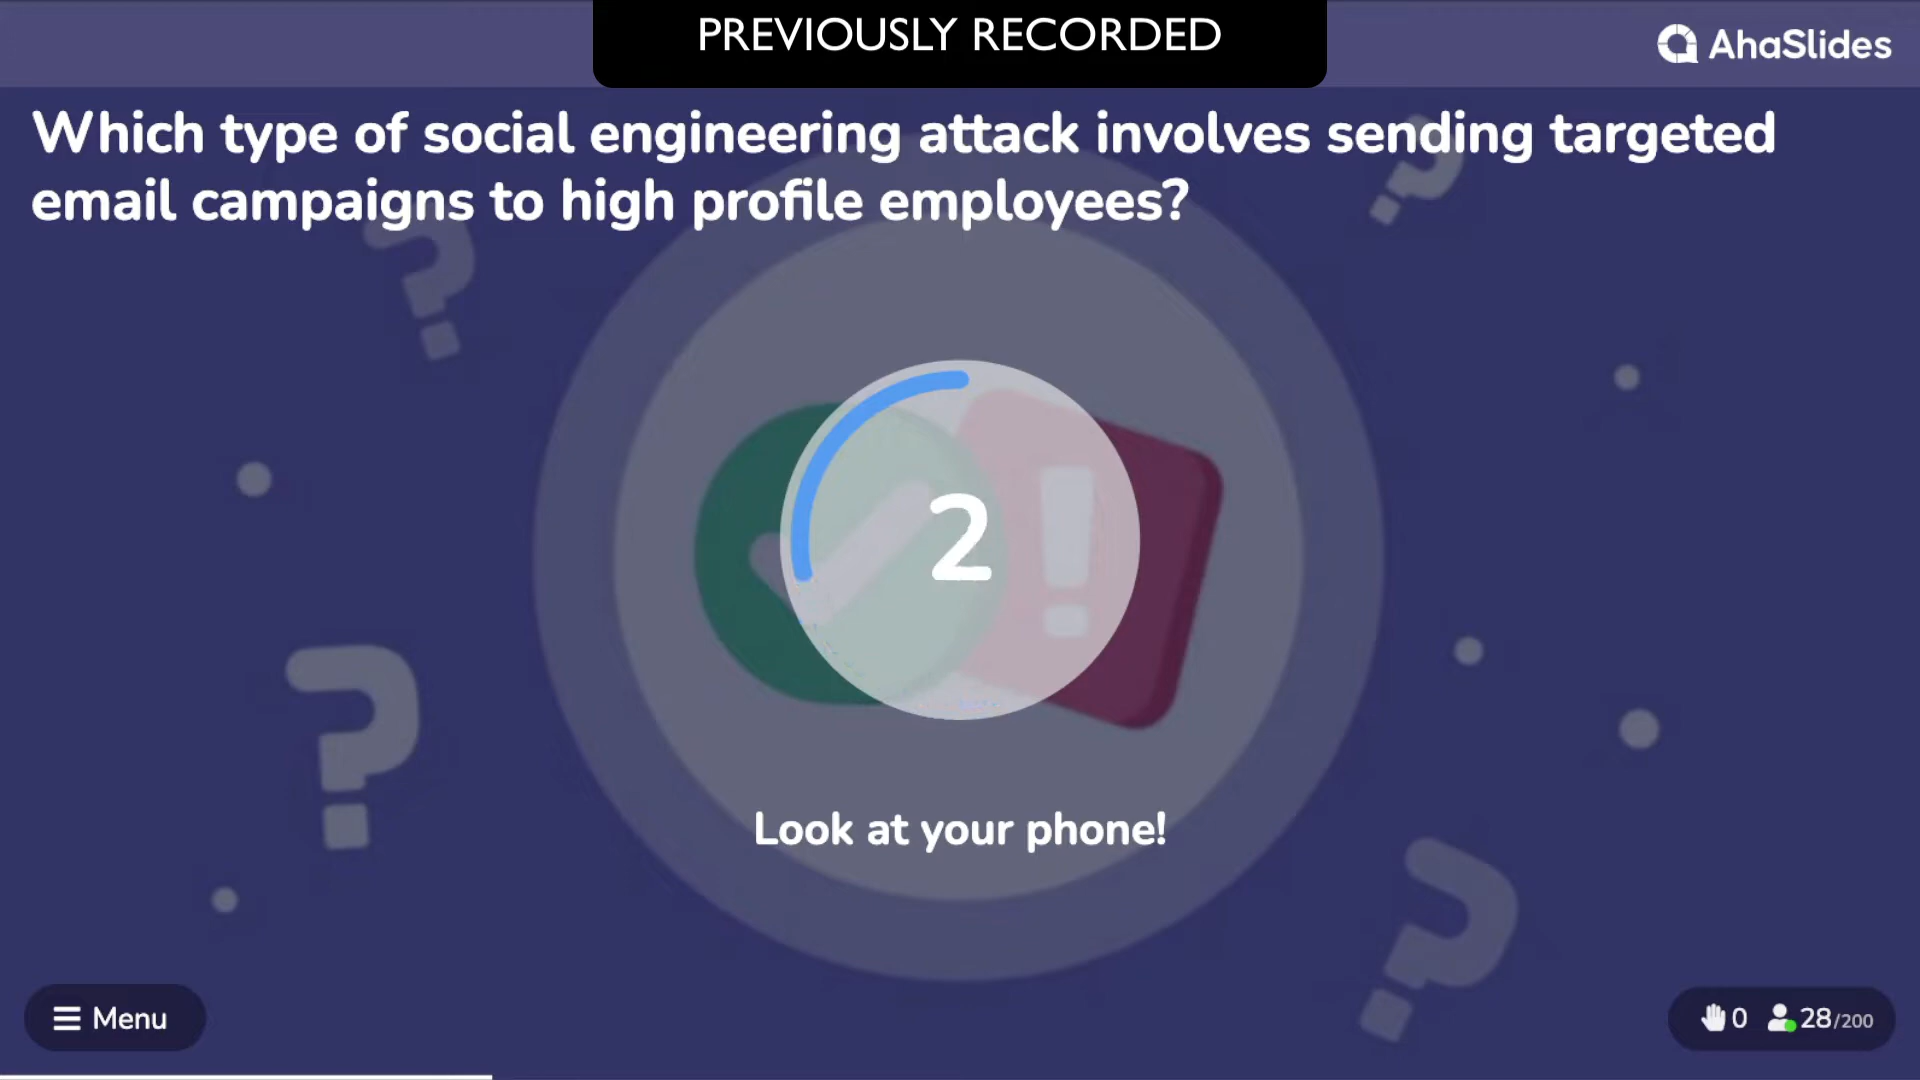 PREVIOUSLY RECORDED
AhaSlides
Which type of social engineering attack involves sending targeted
email campaigns to high profile employees?
2
Look at your phone!
Menu
0 28/200